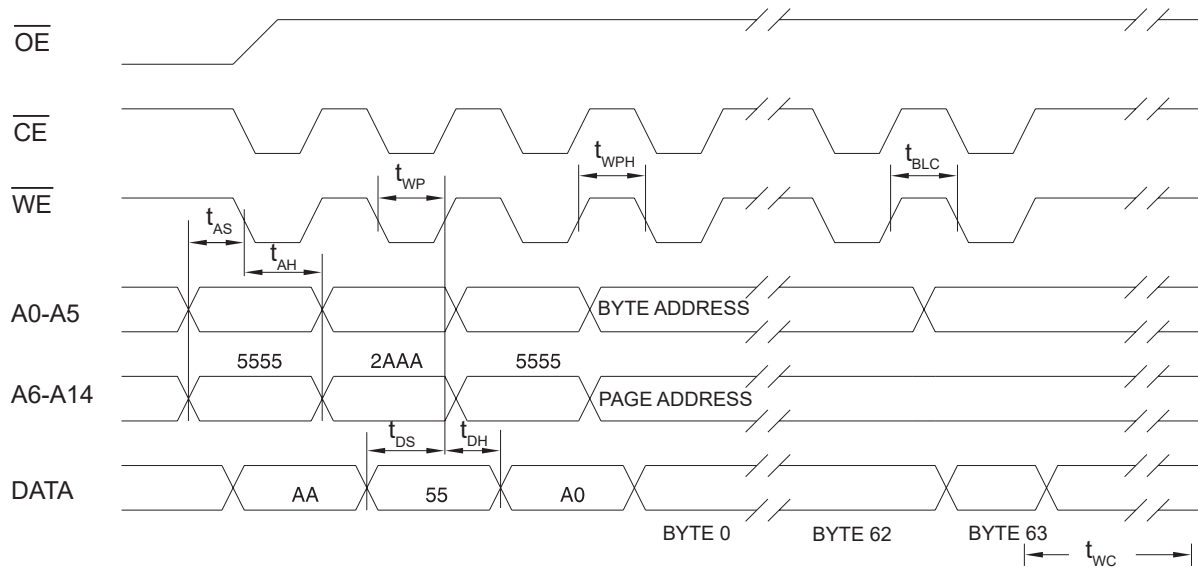 OE
CE
tWPH
tBLC
tWP
WE
tAS
tAH
A0-A5
BYTE ADDRESS
5555 2AAA 5555
A6-A14
PAGE ADDRESS
tDS tDH
DATA
AA 55 A0
BYTE 0 BYTE 62 BYTE 63
tWC